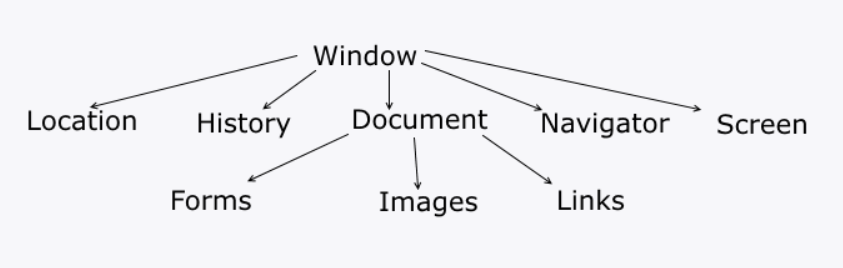 Window
Location History Document Navigator Screen
Forms Images Links